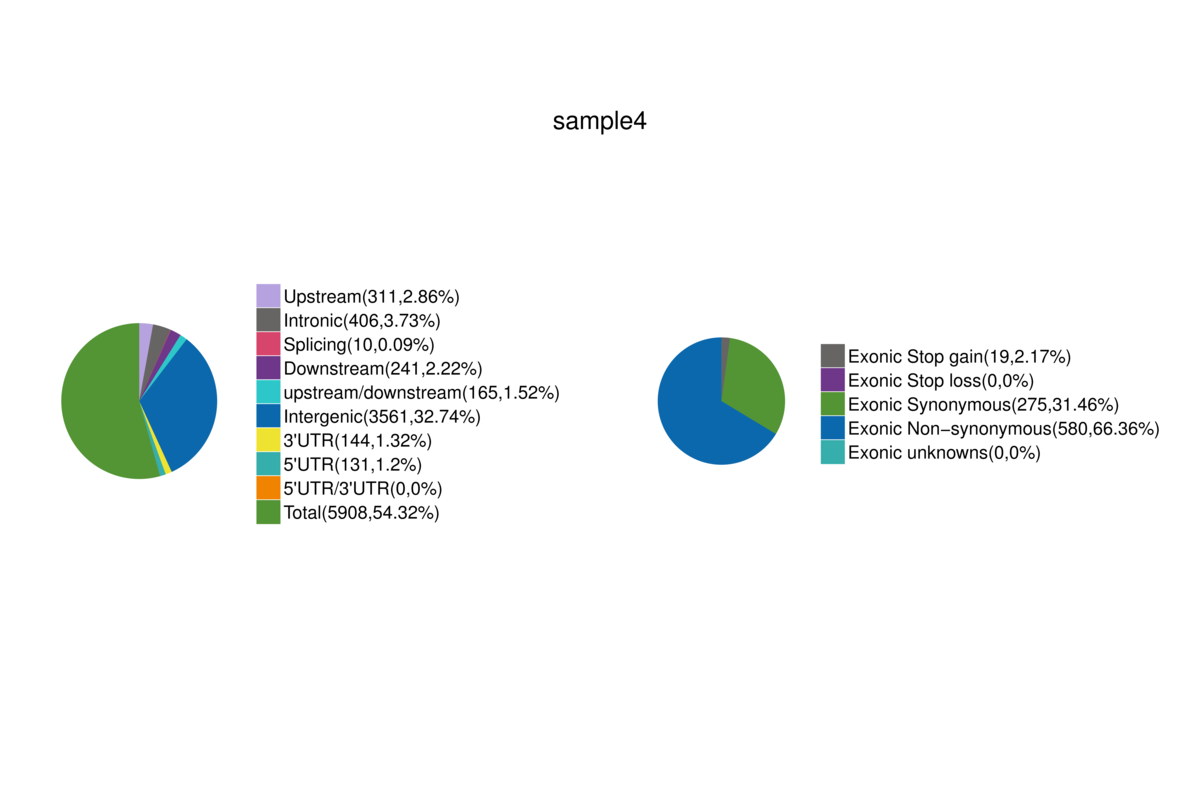 sample4
Upstream(311,2.86%)
Intronic(406,3.73%)
Splicing(10,0.09%)
Downstream(241,2.22%)
upstream/downstream(165,1.52%)
Intergenic(3561,32.74%)
3'UTR(144,1.32%)
5'UTR(131,1.2%)
5'UTR/3'UTR(0,0%)
Total(5908,54.32%)
Exonic Stop gain(19,2.17%)
Exonic Stop loss(0,0%)
Exonic Synonymous(275,31.46%)
Exonic Non−synonymous(580,66.36%)
Exonic unknowns(0,0%)